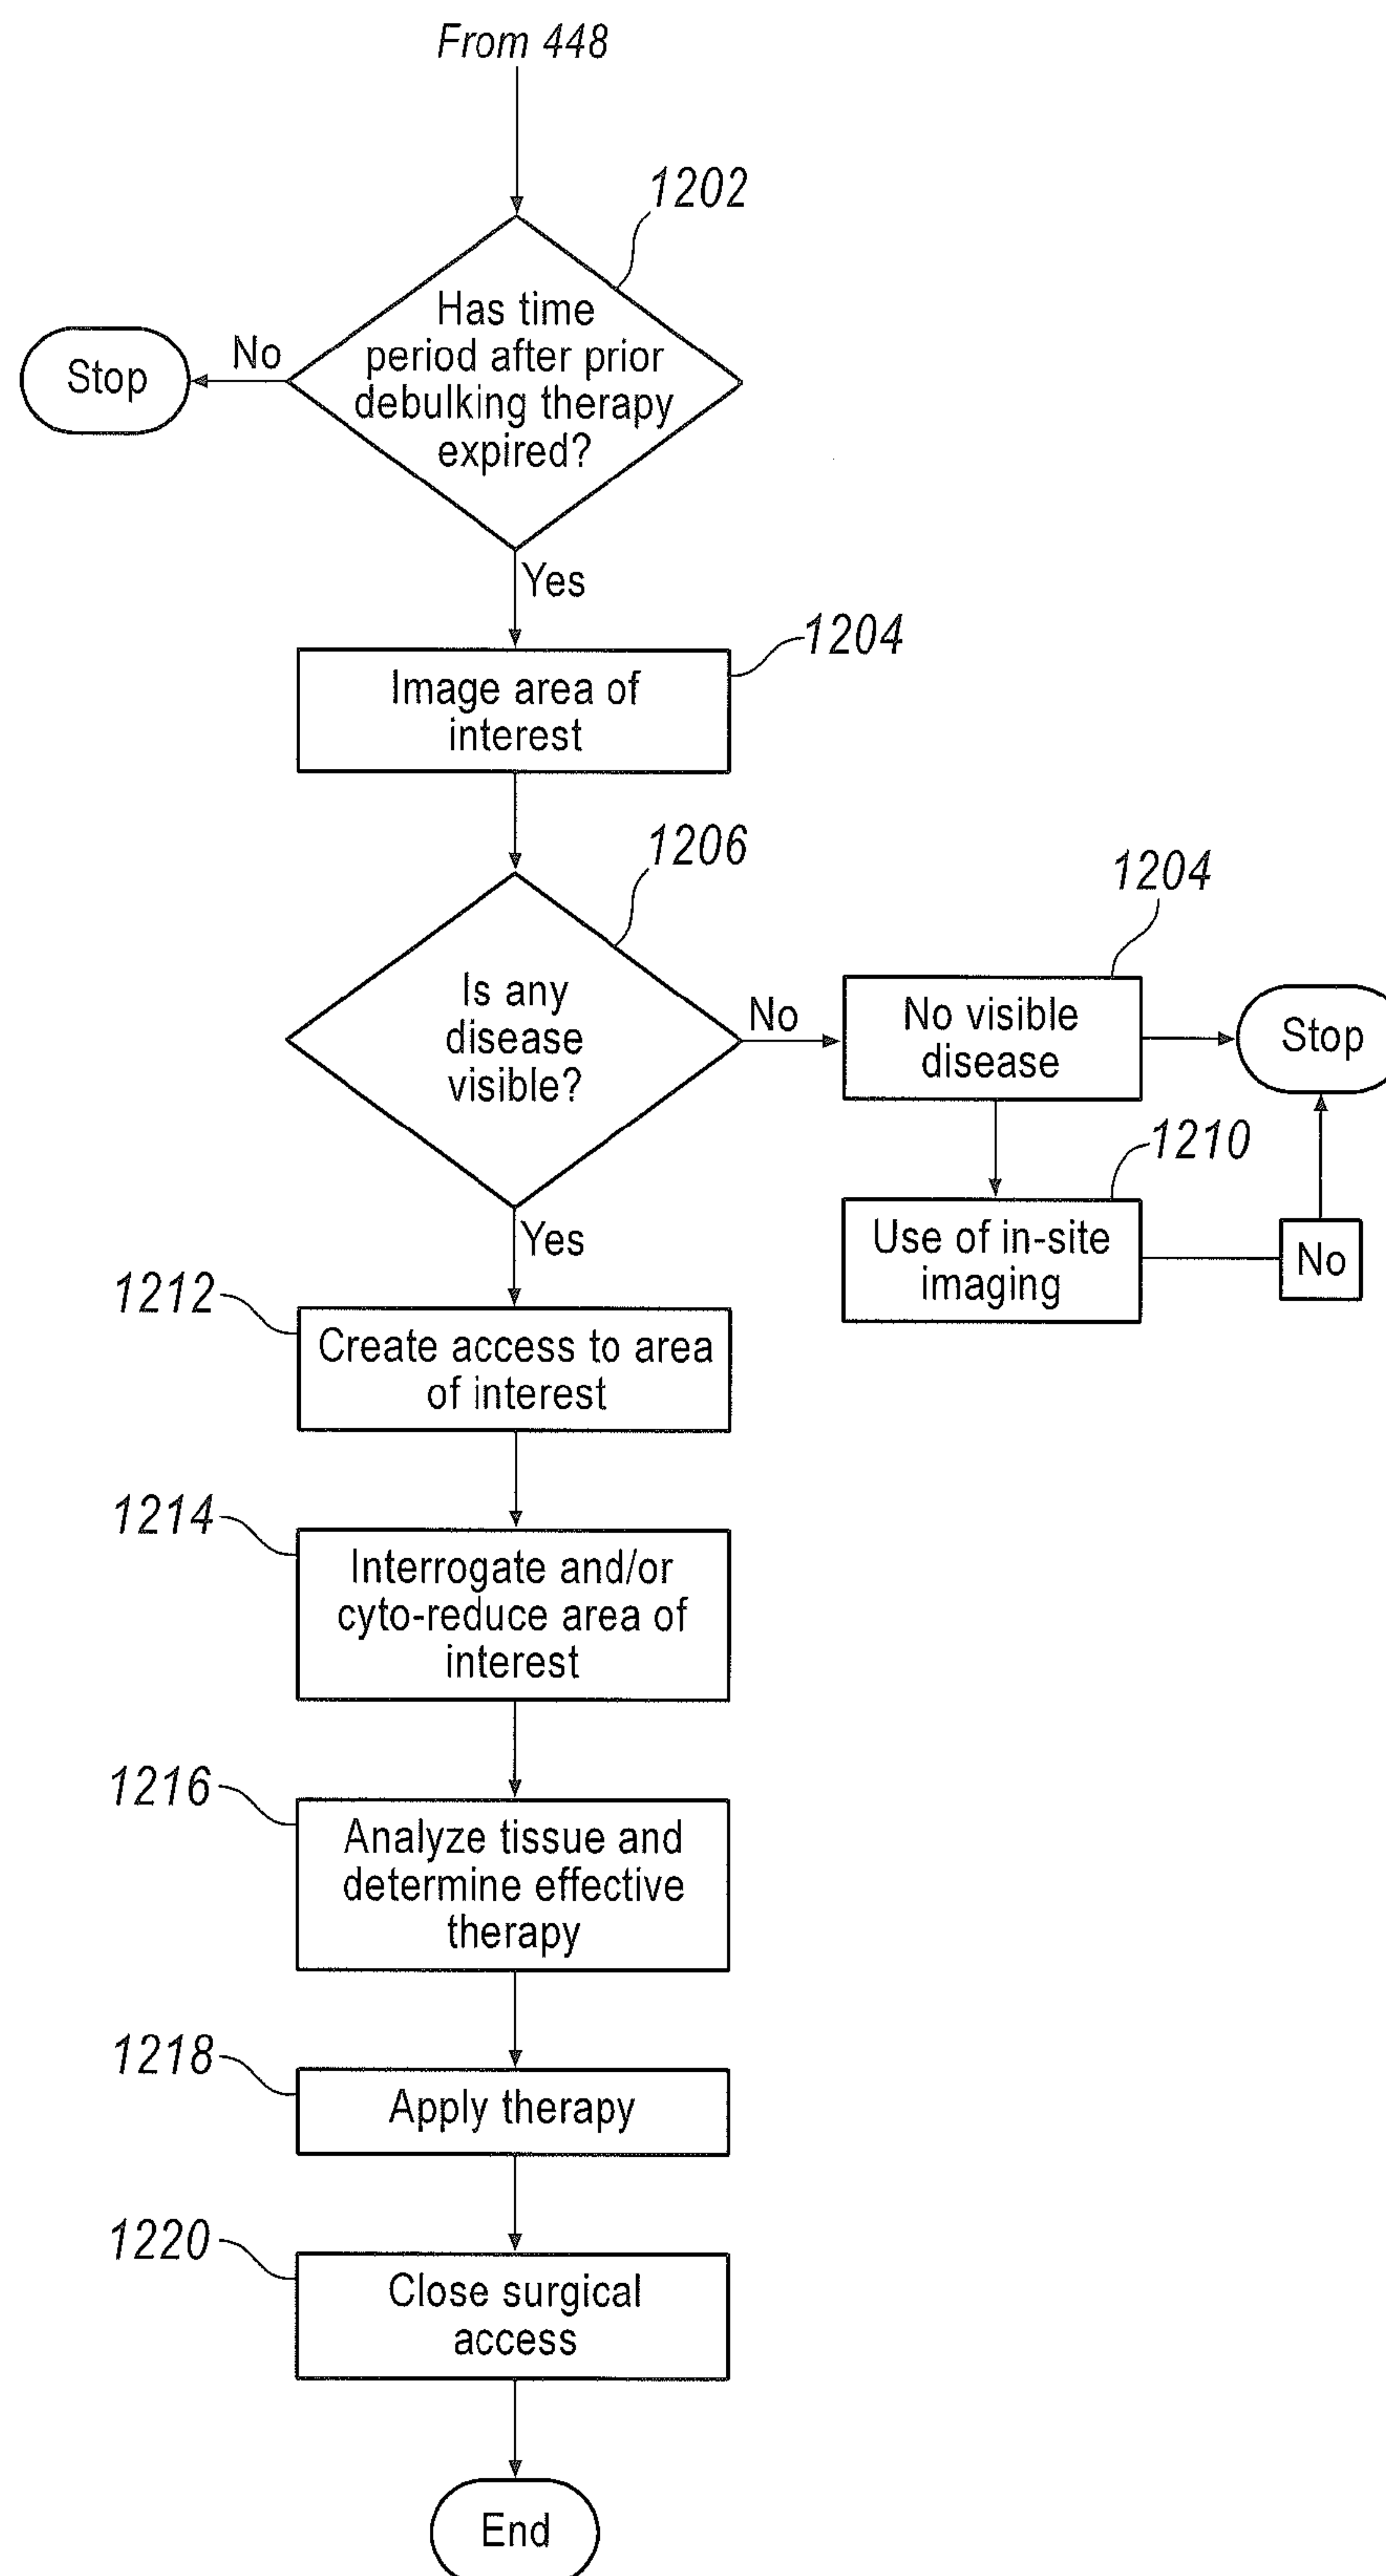 From 448
1202
Has time
period after prior
debulking therapy
expired?
No
Stop
Yes
1204
Image area of
interest
1206
Is any
disease
visible?
No
1204
No visible
disease
Stop
1210
Use of in-site
imaging
No
Yes
1212
Create access to area
of interest
1214
Interrogate and/or
cyto-reduce area of
interest
1216
Analyze tissue and
determine effective
therapy
1218
Apply therapy
1220
Close surgical
access
End